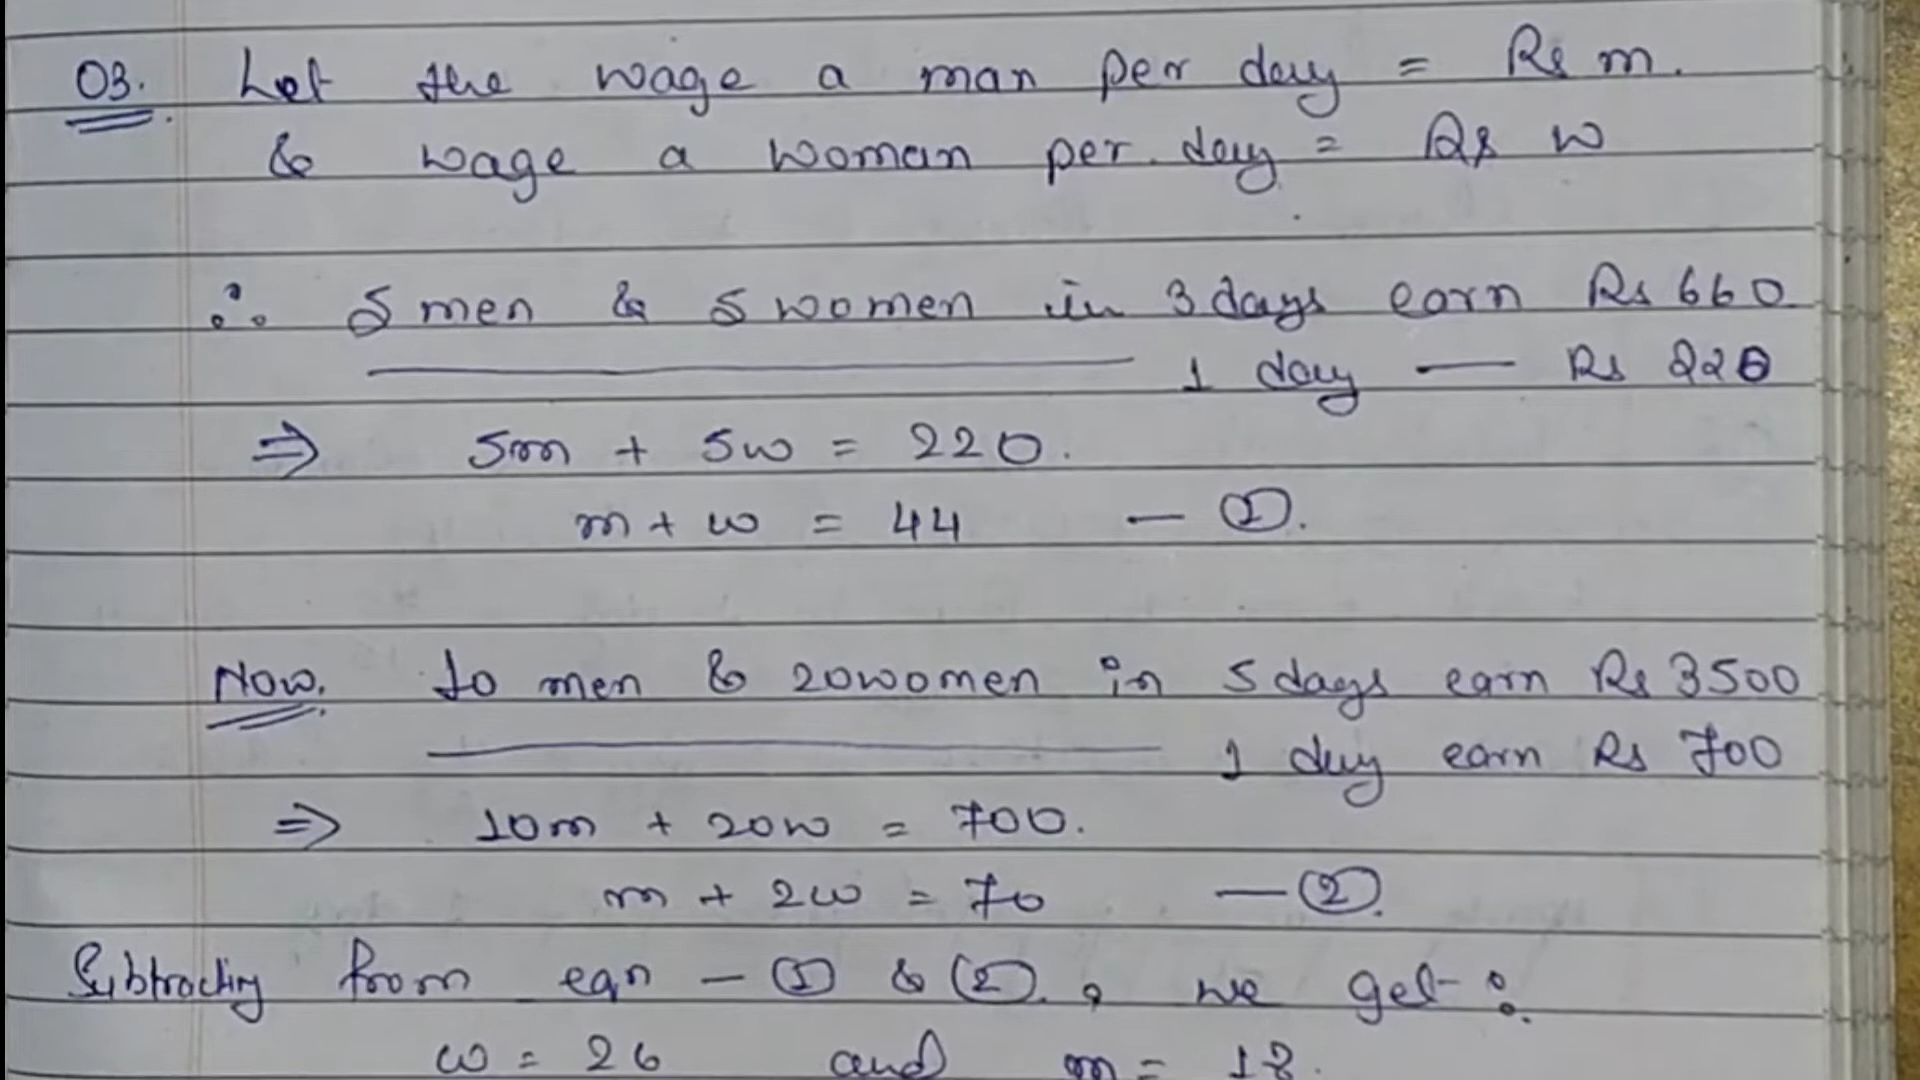 03. Let the wage a man per day = Rs m.
& wage a woman per day = Rs w
∴ 5 men & 5 women in 3 days earn Rs 660
——— 1 day — Rs 220
⇒ 5m + 5w = 220.
m + w = 44 — ①.
Now. 10 men & 20 women in 5 days earn Rs 3500
——— 1 day earn Rs 700
⇒ 10m + 20w = 700.
m + 2w = 70 — ②.
Subtracting from eqn — ① & ②, we get :
w = 26 and m = 18.